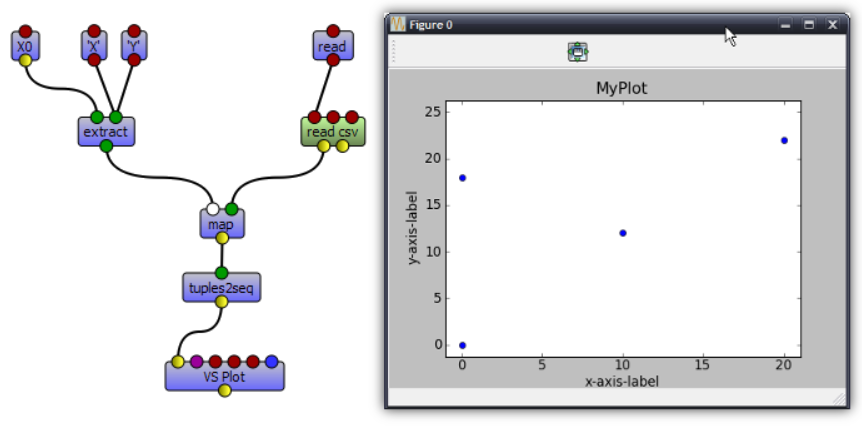 X0
'X'
'Y'
read
extract
read csv
map
tuples2seq
VS Plot
Figure 0
MyPlot
25
20
15
10
5
0
y-axis-label
0
5
10
15
20
x-axis-label